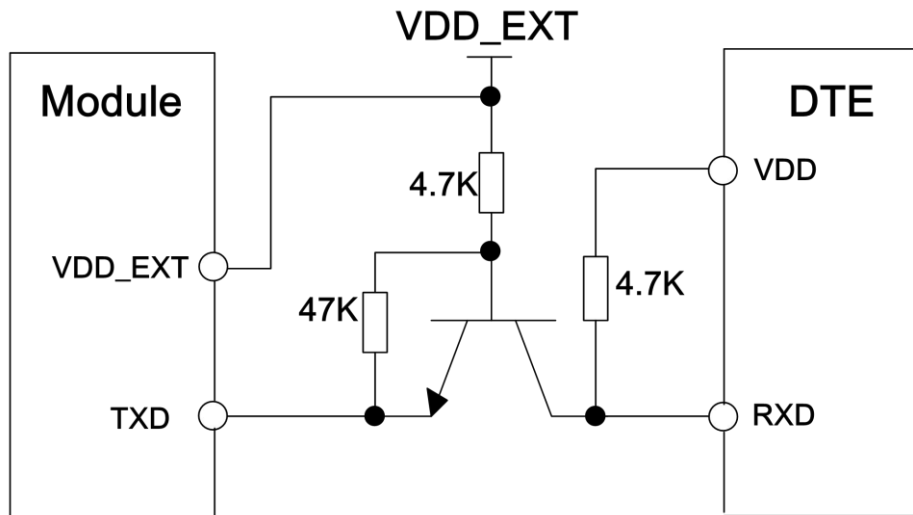 VDD_EXT
Module
DTE
VDD
4.7K
VDD_EXT
47K
4.7K
TXD
RXD